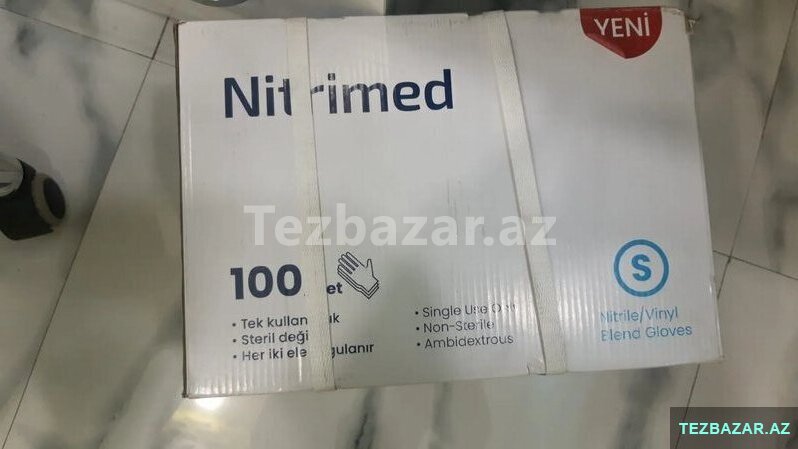 YENİ
Nitrimed
Tezbazar.az
100
• Tek kullan
• Steril deği
• Her iki ele
• Single Use
• Non-Sterile
• Ambidextrous
S
Nitrile/Vinyl
Blend Gloves
TEZBAZAR.AZ